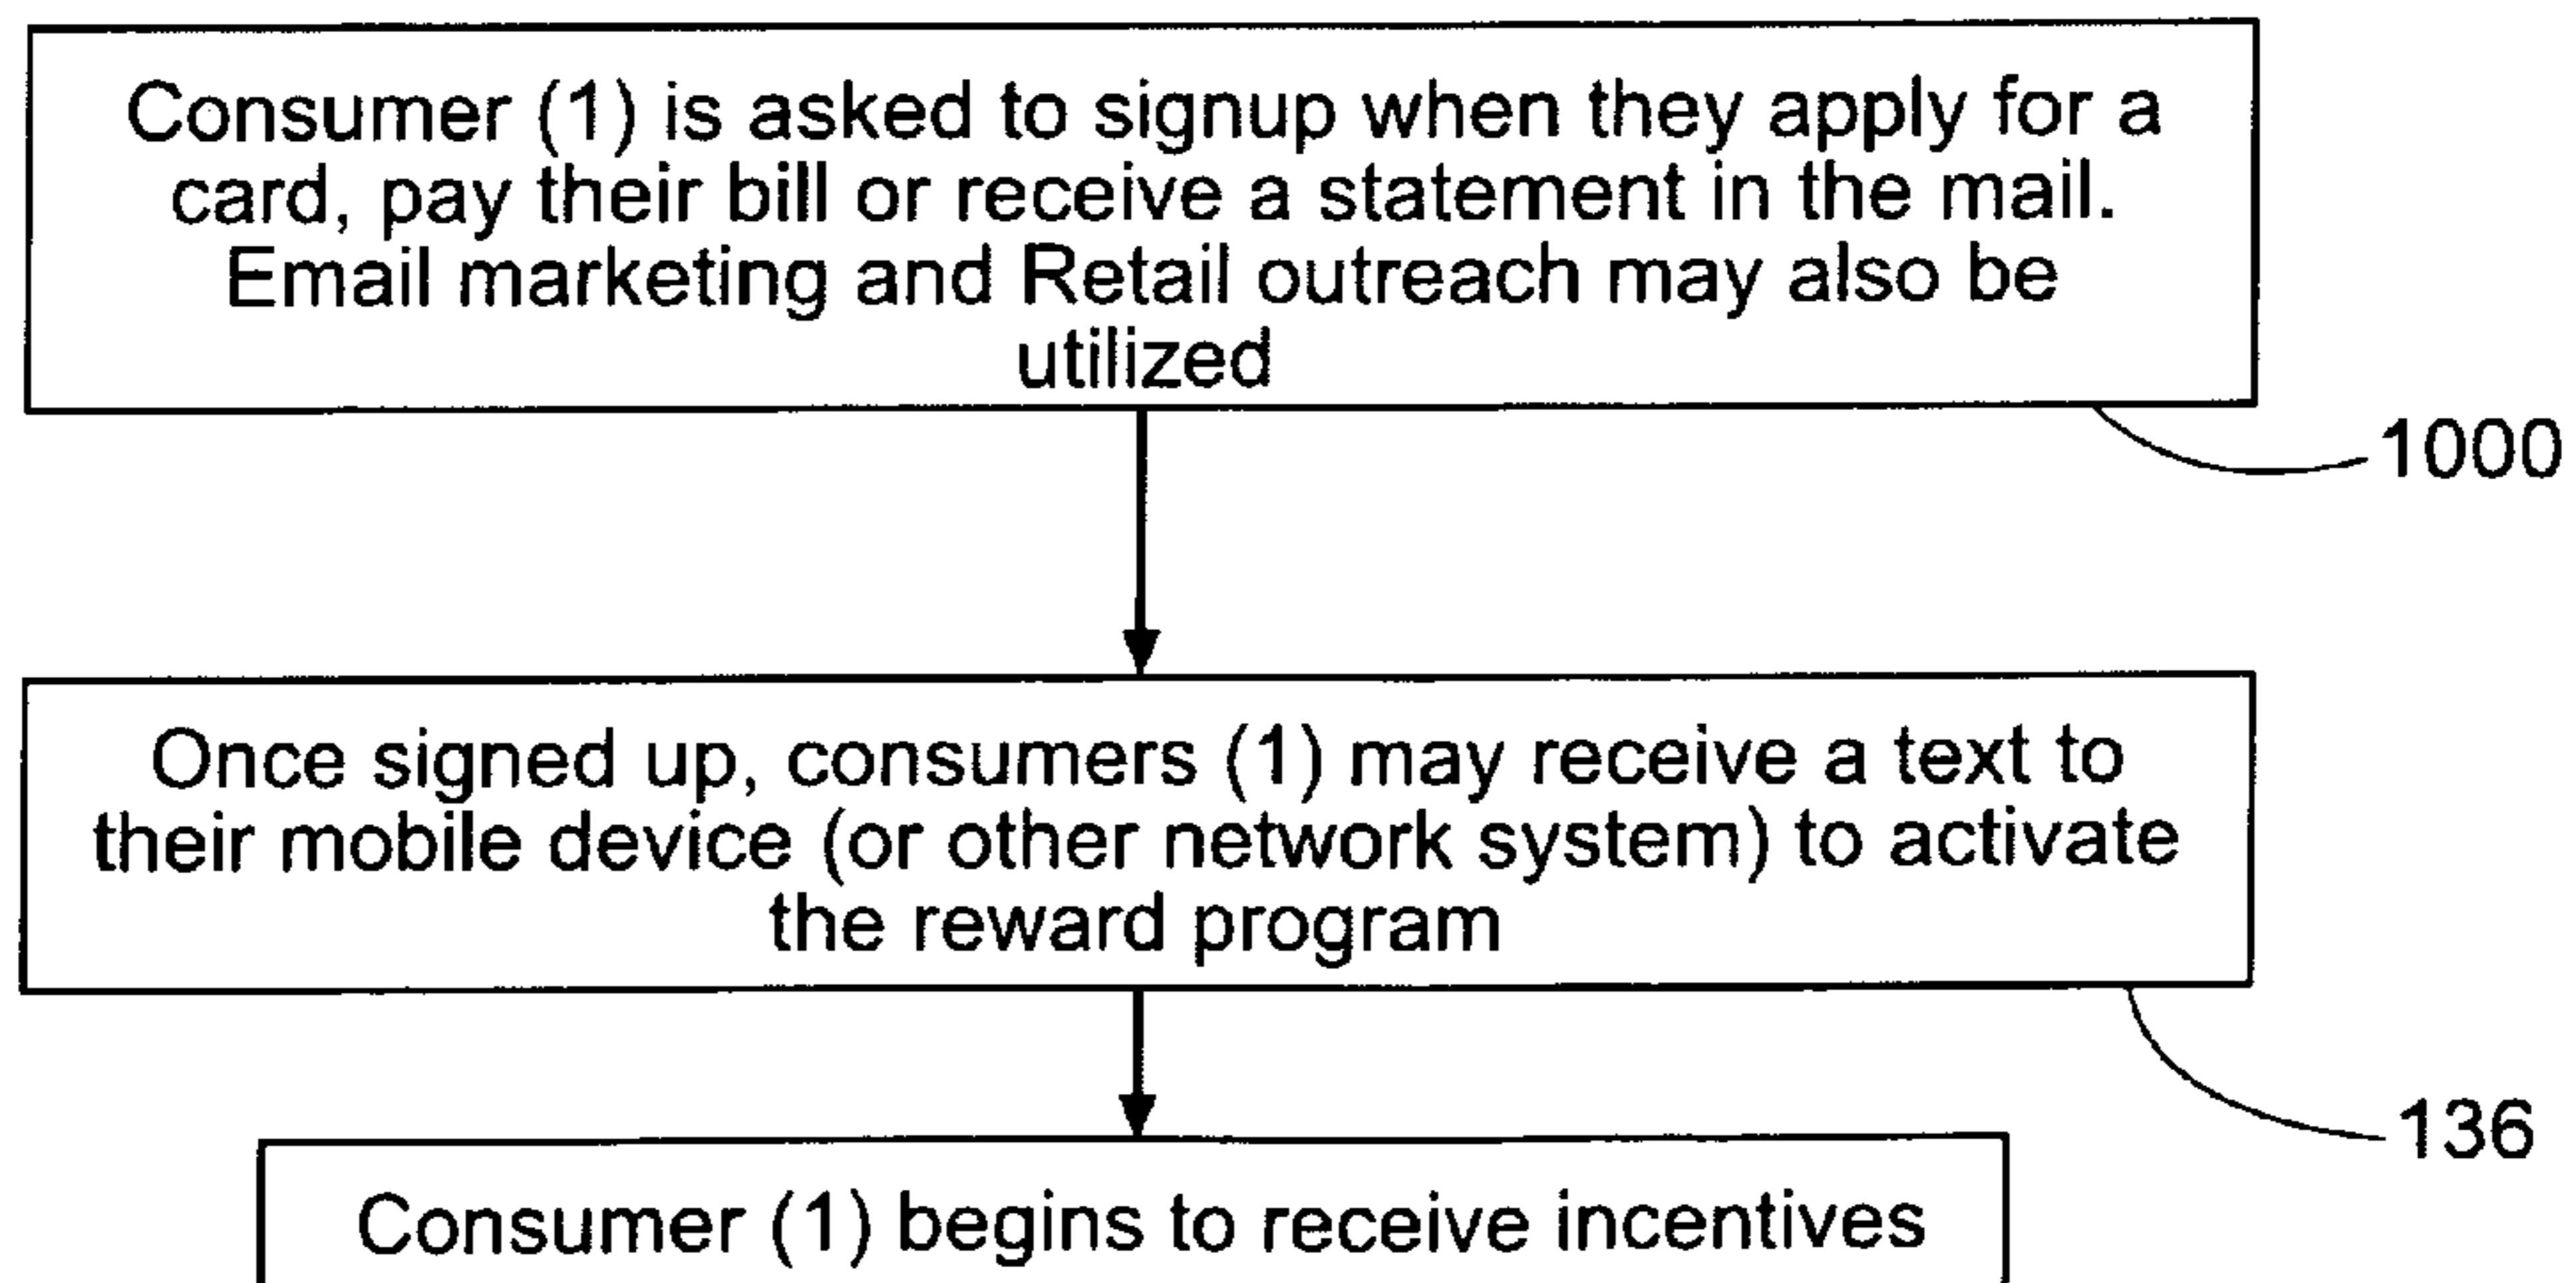 Consumer (1) is asked to signup when they apply for a
card, pay their bill or receive a statement in the mail.
Email marketing and Retail outreach may also be
utilized
1000
Once signed up, consumers (1) may receive a text to
their mobile device (or other network system) to activate
the reward program
136
Consumer (1) begins to receive incentives